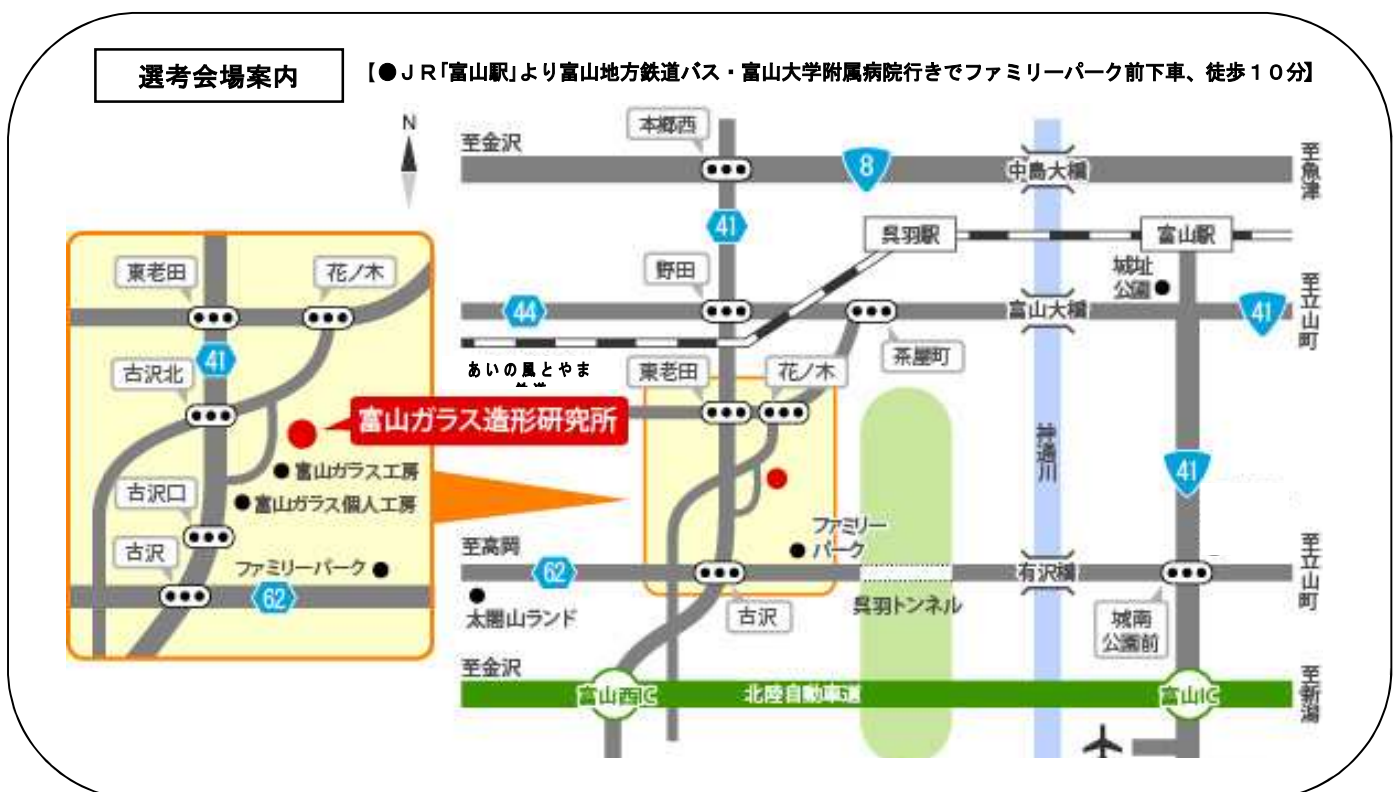 選考会場案内
【●ＪＲ「富山駅」より富山地方鉄道バス・富山大学附属病院行きでファミリーパーク前下車、徒歩１０分】
N
至金沢
本郷西
8
中島大橋
至魚津
41
呉羽駅
富山駅
野田
城址
公園
44
富山大橋
41
至立山町
茶屋町
あいの風とやま
東老田
花ノ木
富山ガラス造形研究所
神通川
41
ファミリー
パーク
至高岡
62
有沢橋
至立山町
太閤山ランド
古沢
呉羽トンネル
城南
公園前
至金沢
富山西IC
北陸自動車道
富山IC
至新潟
東老田
花ノ木
41
古沢北
富山ガラス工房
古沢口
富山ガラス個人工房
古沢
ファミリーパーク
62